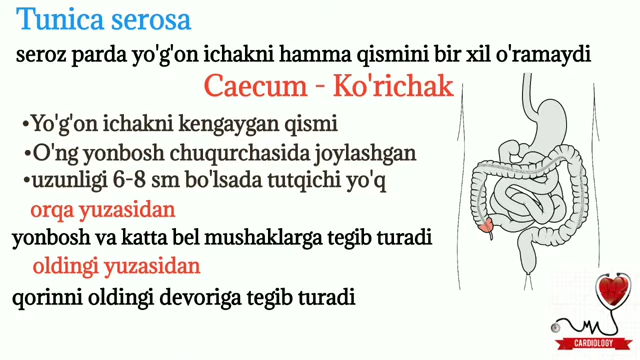 Tunica serosa
seroz parda yo'g'on ichakni hamma qismini bir xil o'ramaydi
Caecum - Ko'richak
•Yo'g'on ichakni kengaygan qismi
•O'ng yonbosh chuqurchasida joylashgan
•uzunligi 6-8 sm bo'lsada tutqichi yo'q
orqa yuzasidan
yonbosh va katta bel mushaklarga tegib turadi
oldingi yuzasidan
qorinni oldingi devoriga tegib turadi
CARDIOLOGY